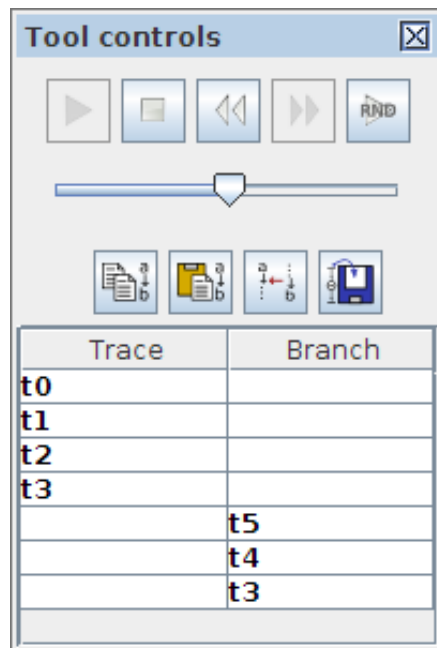 Tool controls
RND
a b
a b
a b
Trace Branch
t0
t1
t2
t3
t5
t4
t3